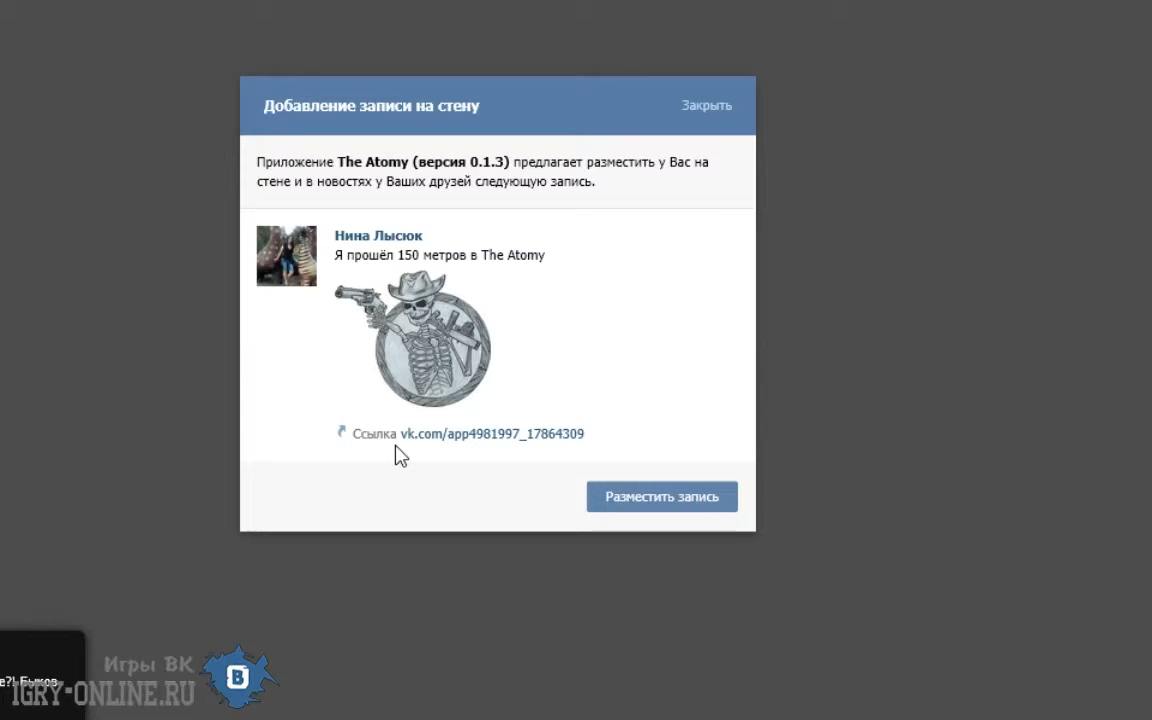 Добавление записи на стену
Закрыть
Приложение The Atomy (версия 0.1.3) предлагает разместить у Вас на
стене и в новостях у Ваших друзей следующую запись.
Нина Лысюк
Я прошёл 150 метров в The Atomy
Ссылка vk.com/app4981997_17864309
Разместить запись
Игры ВК
В
е?! Быков
IGRY-ONLINE.RU